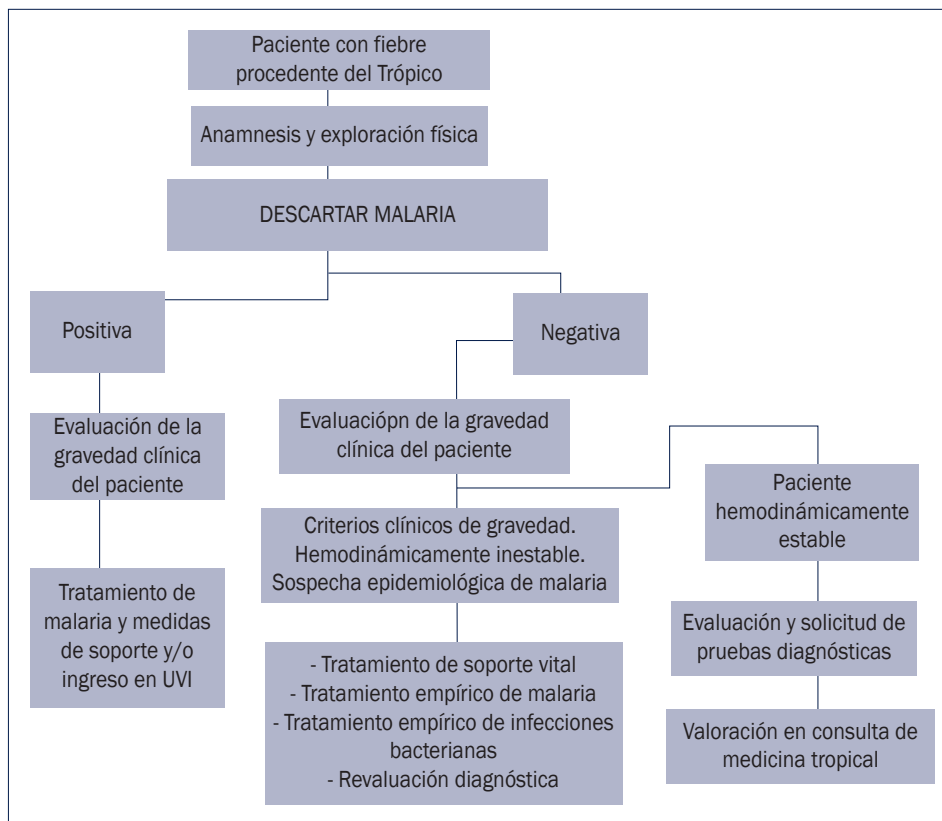 Paciente con fiebre
procedente del Trópico
Anamnesis y exploración física
DESCARTAR MALARIA
Positiva
Negativa
Evaluación de la
gravedad clínica
del paciente
Evaluaciópn de la gravedad
clínica del paciente
Paciente
hemodinámicamente
estable
Criterios clínicos de gravedad.
Hemodinámicamente inestable.
Sospecha epidemiológica de malaria
Tratamiento de
malaria y medidas
de soporte y/o
ingreso en UVI
Evaluación y solicitud de
pruebas diagnósticas
- Tratamiento de soporte vital
- Tratamiento empírico de malaria
- Tratamiento empírico de infecciones
bacterianas
- Revaluación diagnóstica
Valoración en consulta de
medicina tropical